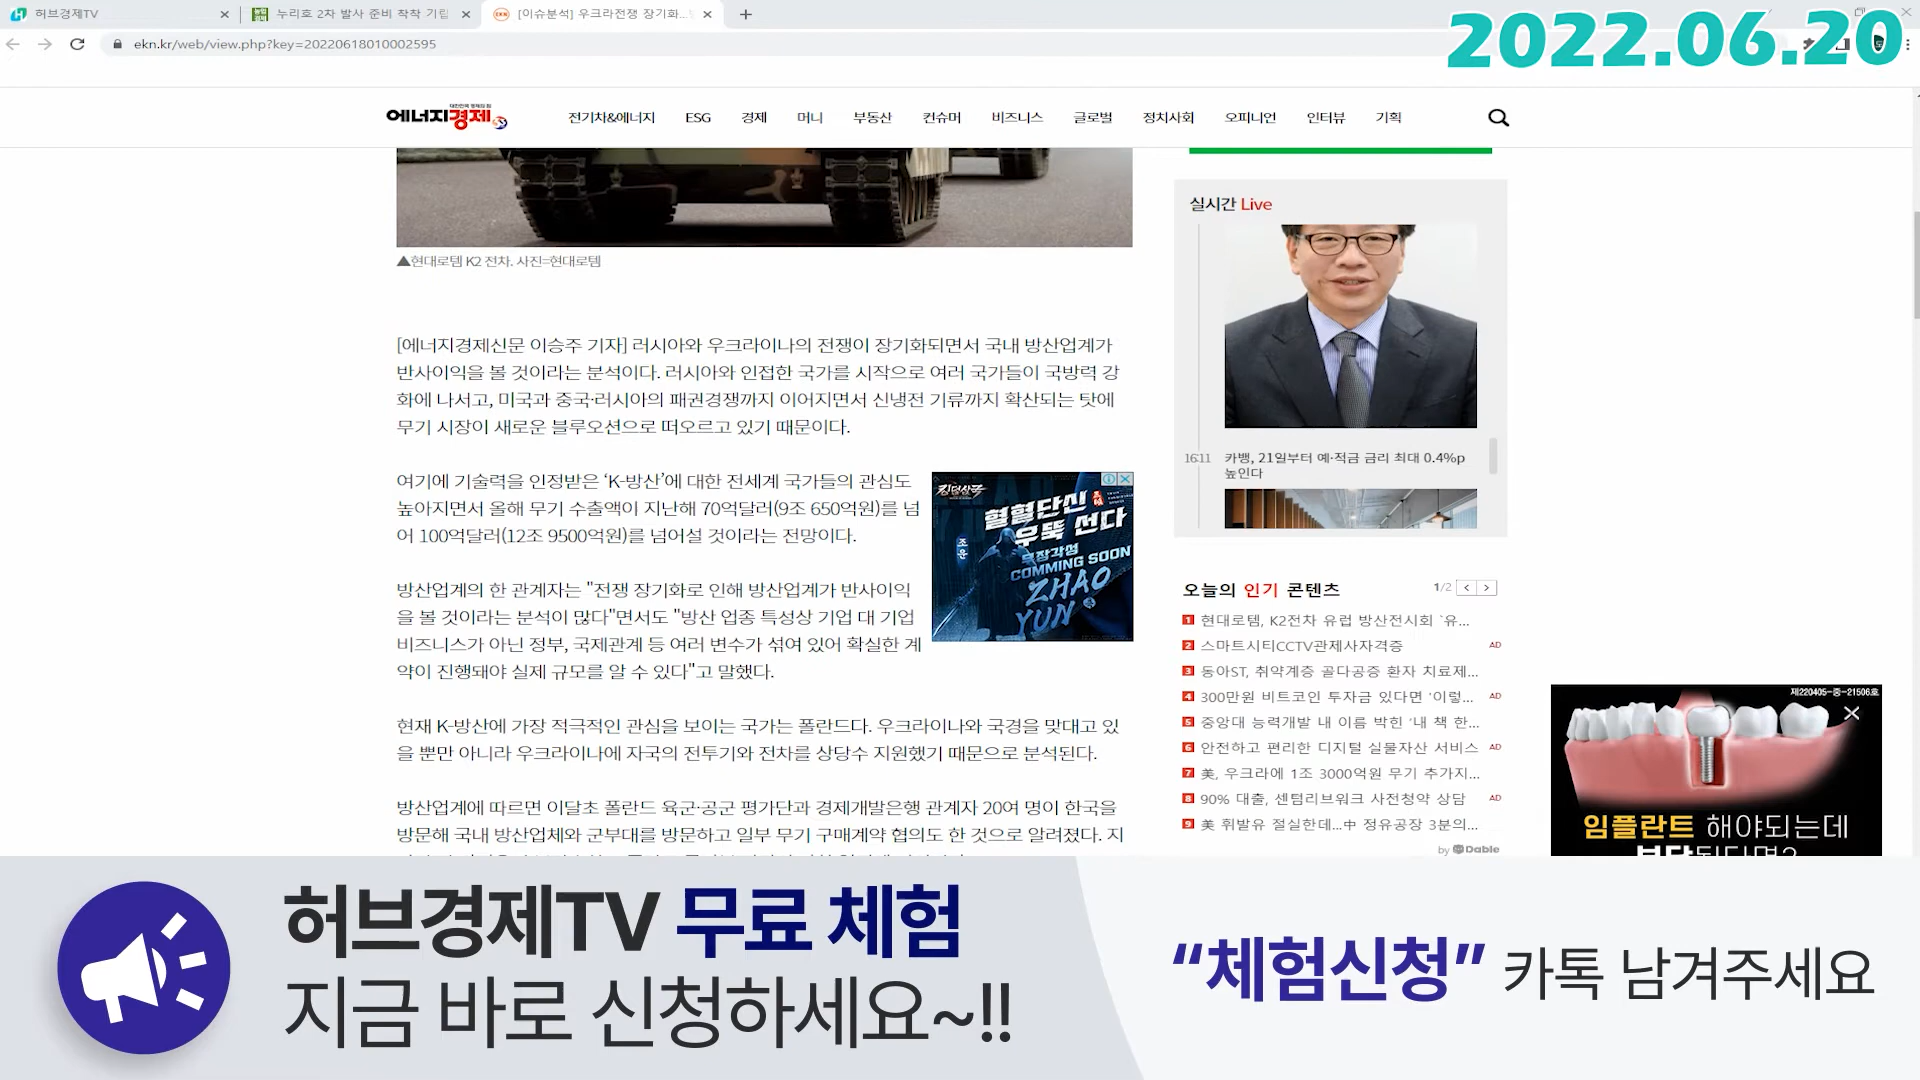 허브경제TV
누리호 2차 발사 준비 착착 기립
[이슈분석] 우크라전쟁 장기화...
2022.06.20
ekn.kr/web/view.php?key=20220618010002595
에너지경제
전기차&에너지 ESG 경제 머니 부동산 컨슈머 비즈니스 글로벌 정치사회 오피니언 인터뷰 기획
▲현대로템 K2 전차. 사진=현대로템
[에너지경제신문 이승주 기자] 러시아와 우크라이나의 전쟁이 장기화되면서 국내 방산업계가
반사이익을 볼 것이라는 분석이다. 러시아와 인접한 국가를 시작으로 여러 국가들이 국방력 강
화에 나서고, 미국과 중국·러시아의 패권경쟁까지 이어지면서 신냉전 기류까지 확산되는 탓에
무기 시장이 새로운 블루오션으로 떠오르고 있기 때문이다.
여기에 기술력을 인정받은 ‘K-방산’에 대한 전세계 국가들의 관심도
높아지면서 올해 무기 수출액이 지난해 70억달러(9조 650억원)를 넘
어 100억달러(12조 9500억원)를 넘어설 것이라는 전망이다.
방산업계의 한 관계자는 "전쟁 장기화로 인해 방산업계가 반사이익
을 볼 것이라는 분석이 많다"면서도 "방산 업종 특성상 기업 대 기업
비즈니스가 아닌 정부, 국제관계 등 여러 변수가 섞여 있어 확실한 계
약이 진행돼야 실제 규모를 알 수 있다"고 말했다.
현재 K-방산에 가장 적극적인 관심을 보이는 국가는 폴란드다. 우크라이나와 국경을 맞대고 있
을 뿐만 아니라 우크라이나에 자국의 전투기와 전차를 상당수 지원했기 때문으로 분석된다.
방산업계에 따르면 이달초 폴란드 육군·공군 평가단과 경제개발은행 관계자 20여 명이 한국을
방문해 국내 방산업체와 군부대를 방문하고 일부 무기 구매계약 협의도 한 것으로 알려졌다. 지
킹덤삼국
혈혈단신
우뚝 선다
조운
무장각성
COMMING SOON
ZHAO
YUN
실시간 Live
16:11 카뱅, 21일부터 예·적금 금리 최대 0.4%p
높인다
오늘의 인기 콘텐츠 1/2
1 현대로템, K2전차 유럽 방산전시회 `유...
2 스마트시티CCTV관제사자격증 AD
3 동아ST, 취약계층 골다공증 환자 치료제...
4 300만원 비트코인 투자금 있다면 '이렇... AD
5 중앙대 능력개발 내 이름 박힌 '내 책 한...
6 안전하고 편리한 디지털 실물자산 서비스 AD
7 美, 우크라에 1조 3000억원 무기 추가지...
8 90% 대출, 센텀리브워크 사전청약 상담 AD
9 美 휘발유 절실한데...中 정유공장 3분의...
by Dable
제220405-중-21506호
임플란트 해야되는데
허브경제TV 무료 체험
지금 바로 신청하세요~!!
“체험신청” 카톡 남겨주세요